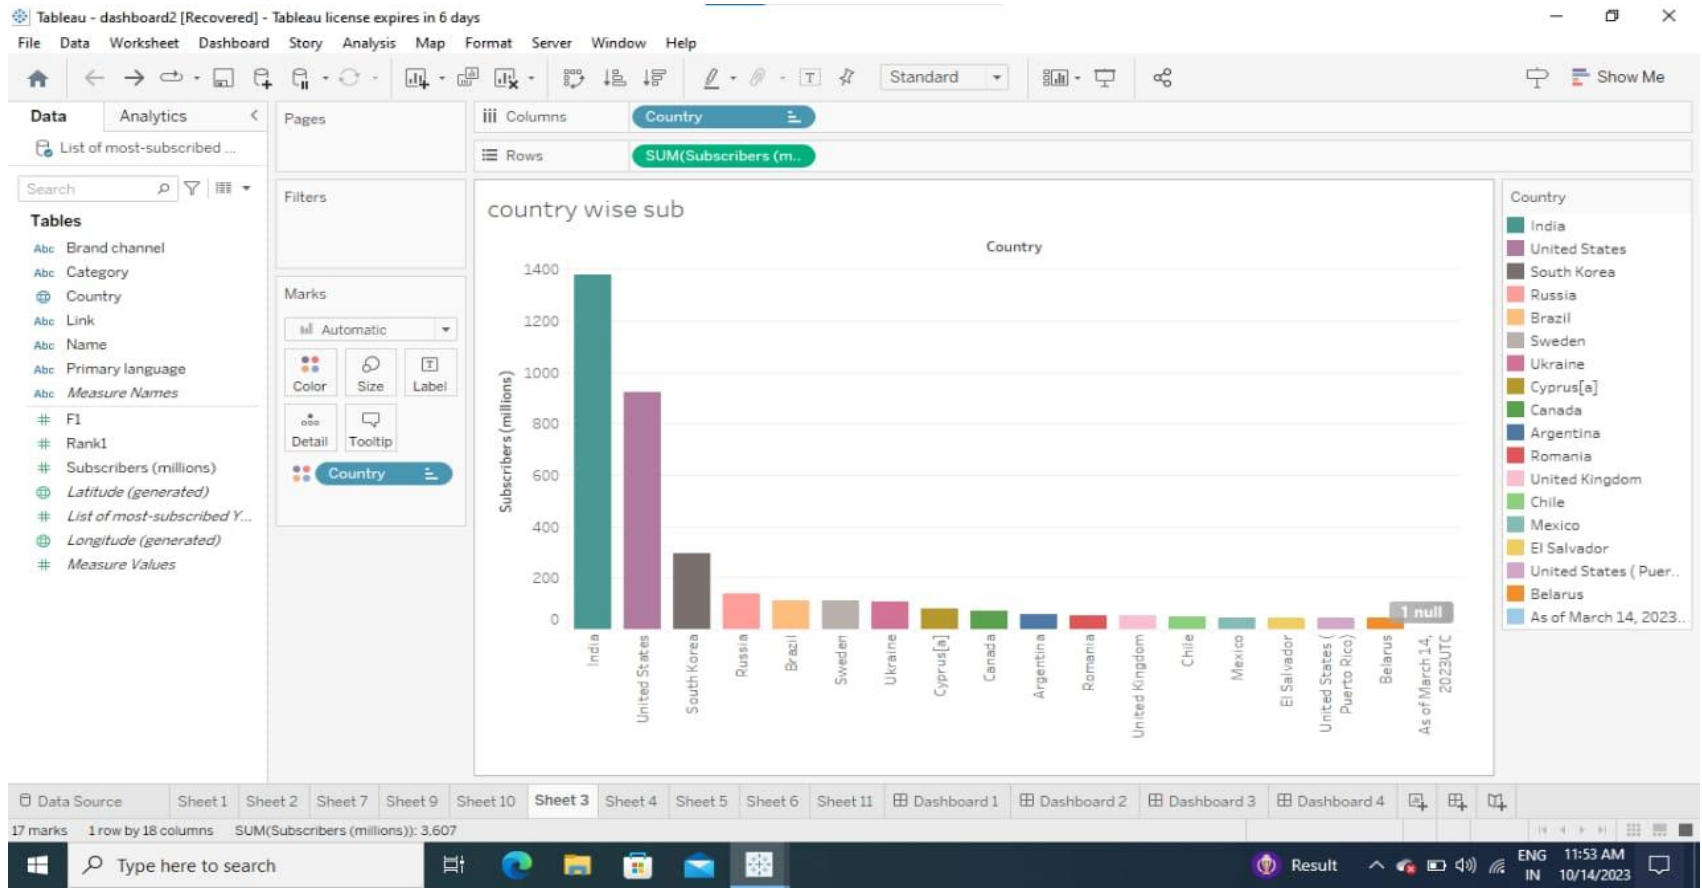 Tableau - dashboard2 [Recovered] - Tableau license expires in 6 days
File Data Worksheet Dashboard Story Analysis Map Format Server Window Help
Standard
Show Me
Data Analytics
List of most-subscribed ...
Search
Tables
Abc Brand channel
Abc Category
Country
Abc Link
Abc Name
Abc Primary language
Abc Measure Names
# F1
# Rank1
# Subscribers (millions)
Latitude (generated)
# List of most-subscribed Y...
Longitude (generated)
# Measure Values
Pages
Filters
Marks
Automatic
Color Size Label
Detail Tooltip
Country
Columns Country
Rows SUM(Subscribers (m..
country wise sub
Country
Subscribers (millions)
1400
1200
1000
800
600
400
200
0
1 null
India
United States
South Korea
Russia
Brazil
Sweden
Ukraine
Cyprus[a]
Canada
Argentina
Romania
United Kingdom
Chile
Mexico
El Salvador
United States (
Puerto Rico)
Belarus
As of March 14,
2023UTC
Country
India
United States
South Korea
Russia
Brazil
Sweden
Ukraine
Cyprus[a]
Canada
Argentina
Romania
United Kingdom
Chile
Mexico
El Salvador
United States ( Puer..
Belarus
As of March 14, 2023..
Data Source Sheet 1 Sheet 2 Sheet 7 Sheet 9 Sheet 10 Sheet 3 Sheet 4 Sheet 5 Sheet 6 Sheet 11 Dashboard 1 Dashboard 2 Dashboard 3 Dashboard 4
17 marks 1 row by 18 columns SUM(Subscribers (millions)): 3,607
Type here to search
Result
ENG
IN
11:53 AM
10/14/2023